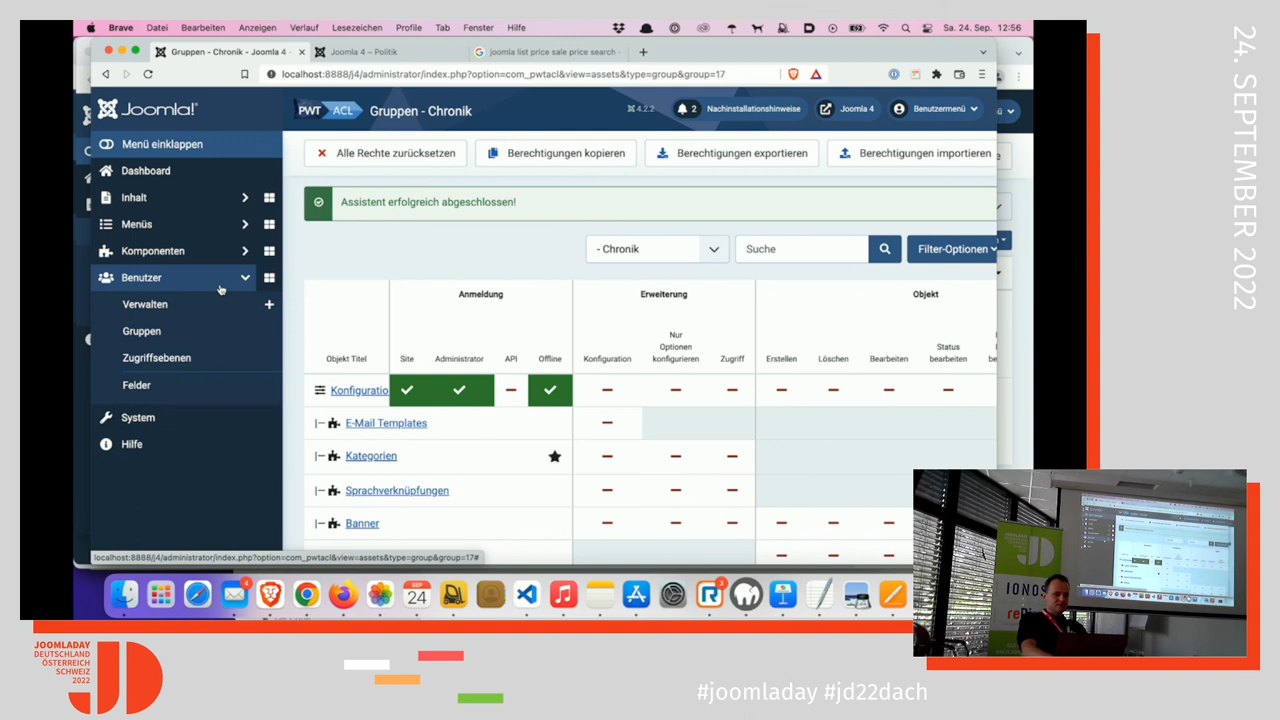 Brave Datei Bearbeiten Anzeigen Verlauf Lesezeichen Profile Tab Fenster Hilfe Sa. 24. Sep. 12:56
Gruppen - Chronik - Joomla 4 - Joomla 4 – Politik joomla list price sale price search -
localhost:8888/j4/administrator/index.php?option=com_pwtacl&view=assets&type=group&group=17
Joomla! PWT ACL Gruppen - Chronik 4.2.2 2 Nachinstallationshinweise Joomla 4 Benutzermenü
Menü einklappen
Dashboard
Inhalt
Menüs
Komponenten
Benutzer
Verwalten
Gruppen
Zugriffsebenen
Felder
System
Hilfe
Alle Rechte zurücksetzen Berechtigungen kopieren Berechtigungen exportieren Berechtigungen importieren
Assistent erfolgreich abgeschlossen!
- Chronik Suche Filter-Optionen
Anmeldung Erweiterung Objekt
Objekt Titel Site Administrator API Offline Konfiguration Nur Optionen konfigurieren Zugriff Erstellen Löschen Bearbeiten Status bearbeiten
Konfiguratio
E-Mail Templates
Kategorien
Sprachverknüpfungen
Banner
localhost:8888/j4/administrator/index.php?option=com_pwtacl&view=assets&type=group&group=17#
SEP
24
4
3
24. SEPTEMBER 2022
JOOMLADAY
DEUTSCHLAND
ÖSTERREICH
SCHWEIZ
2022
#joomladay #jd22dach
IONOS